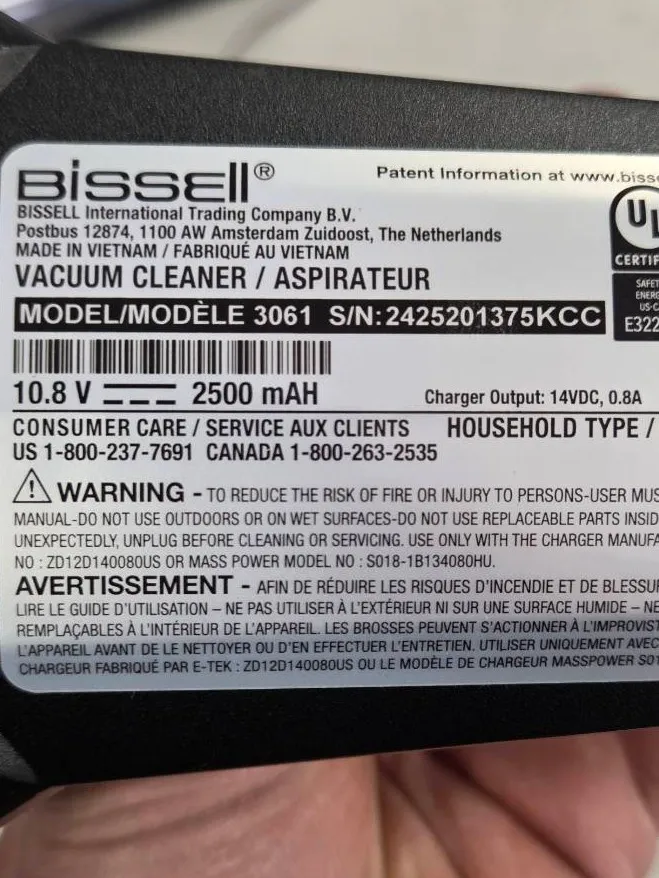 BISSELL®
Patent Information at www.bisse
BISSELL International Trading Company B.V.
Postbus 12874, 1100 AW Amsterdam Zuidoost, The Netherlands
MADE IN VIETNAM / FABRIQUÉ AU VIETNAM
VACUUM CLEANER / ASPIRATEUR
UL
CERTIF
SAFET
ENERG
US-C
E322
MODEL/MODÈLE 3061 S/N:2425201375KCC
10.8 V 2500 mAH
Charger Output: 14VDC, 0.8A
CONSUMER CARE / SERVICE AUX CLIENTS HOUSEHOLD TYPE /
US 1-800-237-7691 CANADA 1-800-263-2535
WARNING - TO REDUCE THE RISK OF FIRE OR INJURY TO PERSONS-USER MUS
MANUAL-DO NOT USE OUTDOORS OR ON WET SURFACES-DO NOT USE REPLACEABLE PARTS INSID
UNEXPECTEDLY, UNPLUG BEFORE CLEANING OR SERVICING. USE ONLY WITH THE CHARGER MANUFA
NO : ZD12D140080US OR MASS POWER MODEL NO : S018-1B134080HU.
AVERTISSEMENT - AFIN DE RÉDUIRE LES RISQUES D'INCENDIE ET DE BLESSUR
LIRE LE GUIDE D'UTILISATION – NE PAS UTILISER À L'EXTÉRIEUR NI SUR UNE SURFACE HUMIDE – NE
REMPLAÇABLES À L'INTÉRIEUR DE L'APPAREIL. LES BROSSES PEUVENT S'ACTIONNER À L'IMPROVIST
L'APPAREIL AVANT DE LE NETTOYER OU D'EN EFFECTUER L'ENTRETIEN. UTILISER UNIQUEMENT AVEC
CHARGEUR FABRIQUÉ PAR E-TEK : ZD12D140080US OU LE MODÈLE DE CHARGEUR MASSPOWER S01